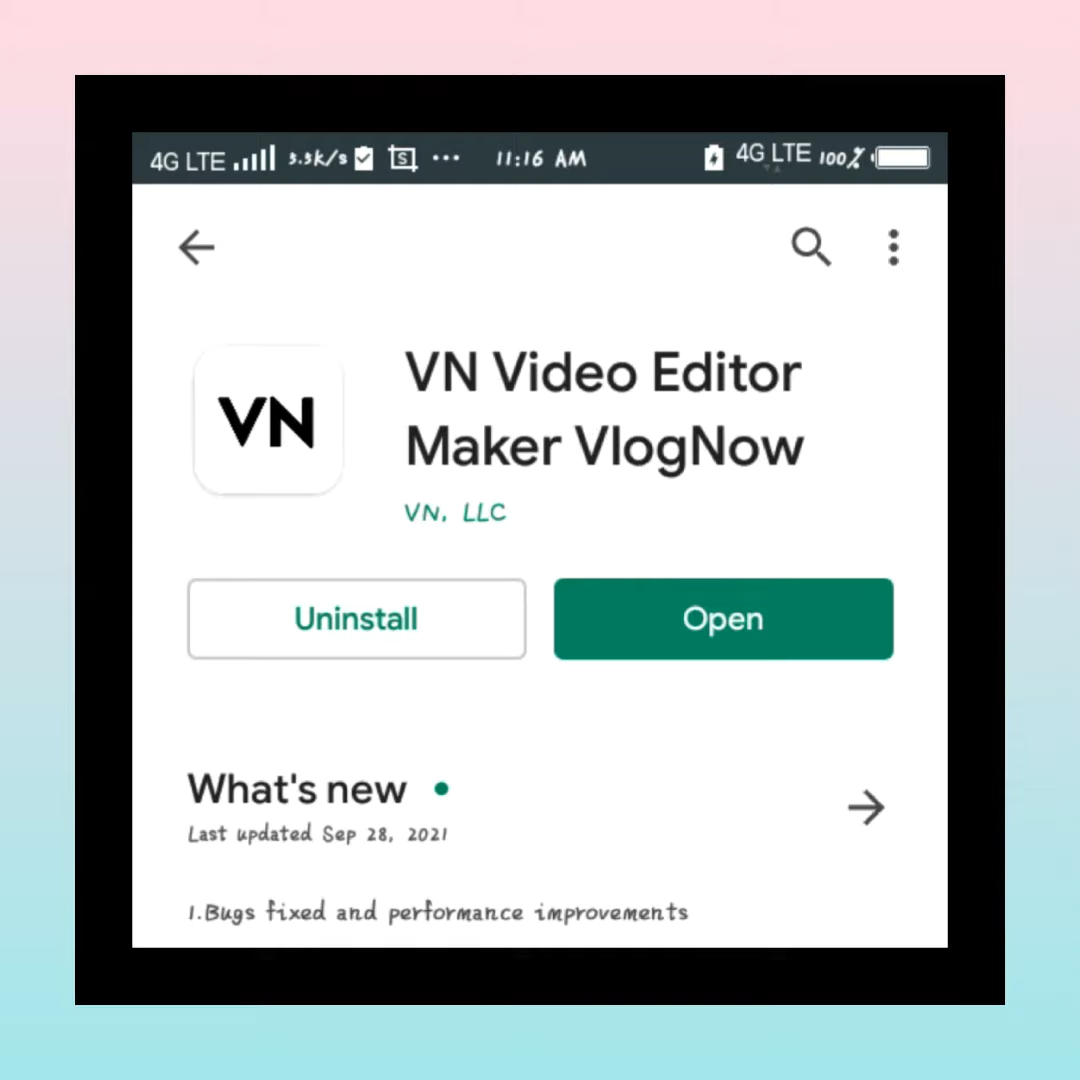 4G LTE 3.3k/s S ... 11:16 AM 4G LTE 100%
VN
VN Video Editor
Maker VlogNow
VN, LLC
Uninstall Open
What's new
Last updated Sep 28, 2021
1.Bugs fixed and performance improvements